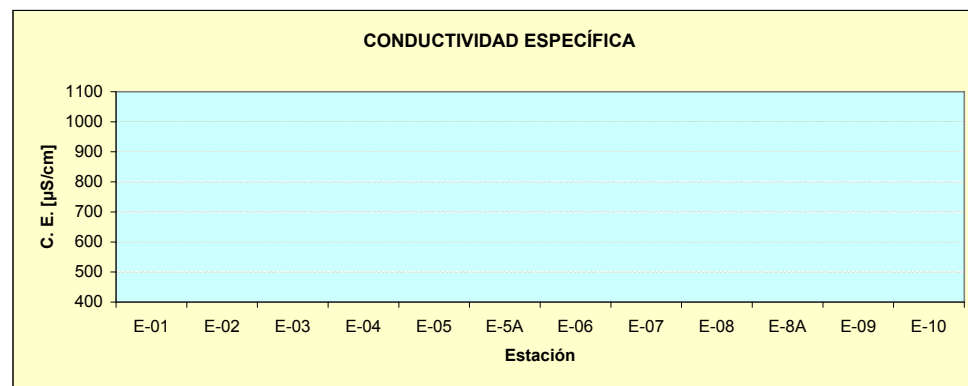 CONDUCTIVIDAD ESPECÍFICA
C. E. [µS/cm]
1100
1000
900
800
700
600
500
400
E-01 E-02 E-03 E-04 E-05 E-5A E-06 E-07 E-08 E-8A E-09 E-10
Estación